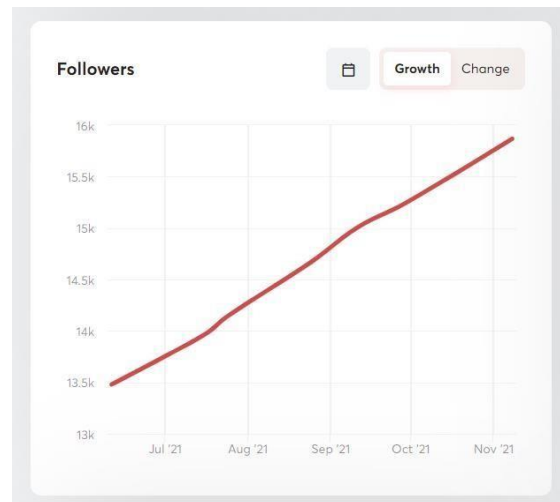 Followers
Growth Change
16k
15.5k
15k
14.5k
14k
13.5k
13k
Jul '21 Aug '21 Sep '21 Oct '21 Nov '21